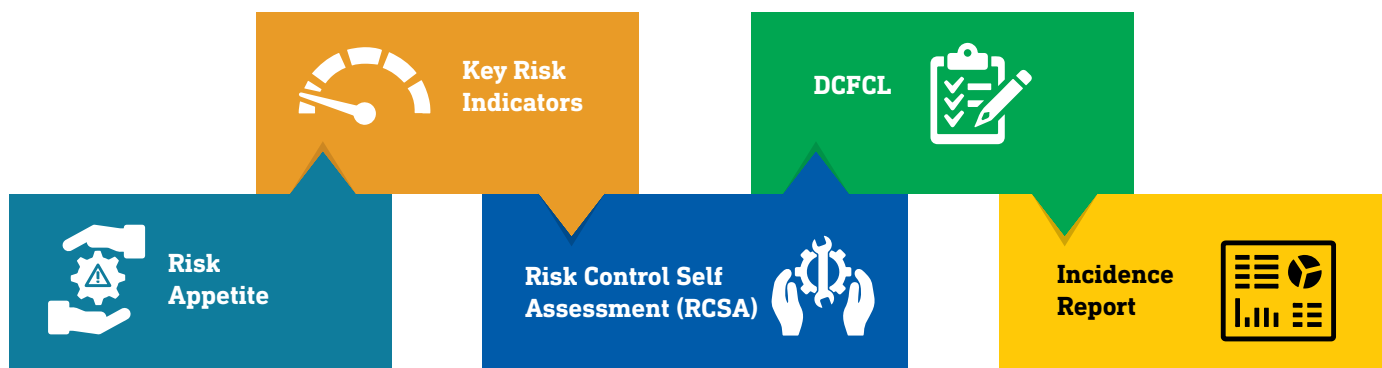 Risk
Appetite
Key Risk
Indicators
Risk Control Self
Assessment (RCSA)
DCFCL
Incidence
Report